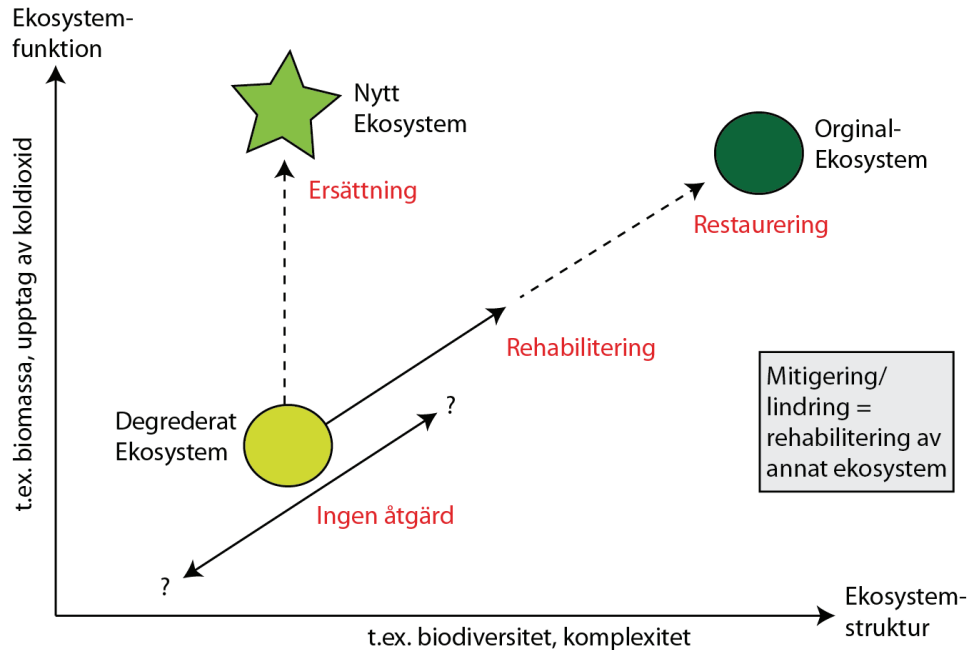 Ekosystem-
funktion
Nytt
Ekosystem
Orginal-
Ekosystem
Ersättning
Restaurering
t.ex. biomassa, upptag av koldioxid
Rehabilitering
Mitigering/
lindring =
rehabilitering av
annat ekosystem
Degrederat
Ekosystem
?
Ingen åtgärd
?
Ekosystem-
struktur
t.ex. biodiversitet, komplexitet